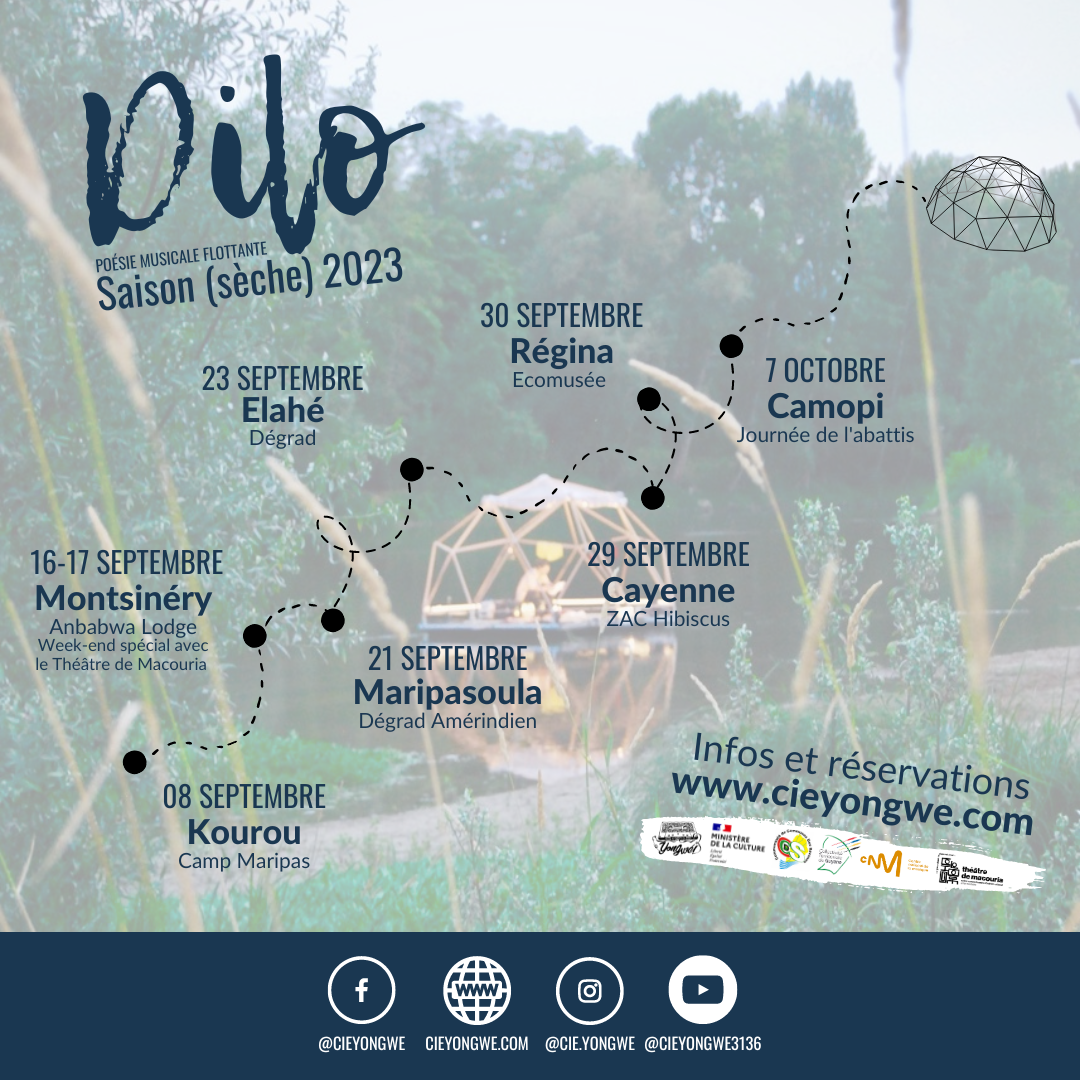 Dilo
POÉSIE MUSICALE FLOTTANTE
Saison (sèche) 2023
30 SEPTEMBRE
Régina
Ecomusée
23 SEPTEMBRE
Elahé
Dégrad
7 OCTOBRE
Camopi
Journée de l'abattis
16-17 SEPTEMBRE
Montsinéry
Anbabwa Lodge
Week-end spécial avec
le Théâtre de Macouria
29 SEPTEMBRE
Cayenne
ZAC Hibiscus
21 SEPTEMBRE
Maripasoula
Dégrad Amérindien
08 SEPTEMBRE
Kourou
Camp Maripas
Infos et réservations
www.cieyongwe.com
Yongwé
MINISTÈRE
DE LA CULTURE
cnm
théâtre
de macouria
WWW
@CIEYONGWE
CIEYONGWE.COM
@CIE.YONGWE
@CIEYONGWE3136